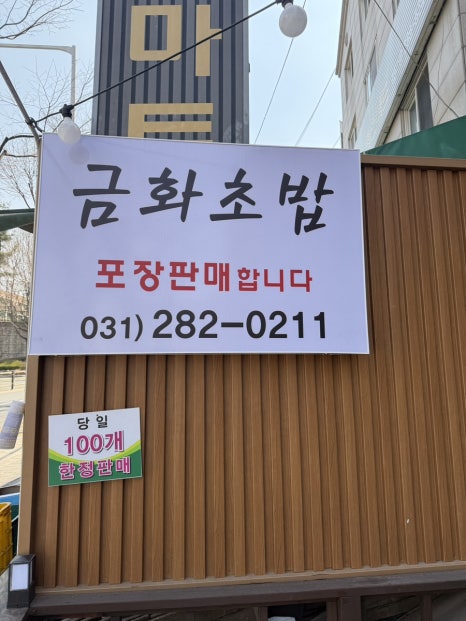 마트
금화초밥
포장판매합니다
031) 282-0211
당일
100개
한정판매